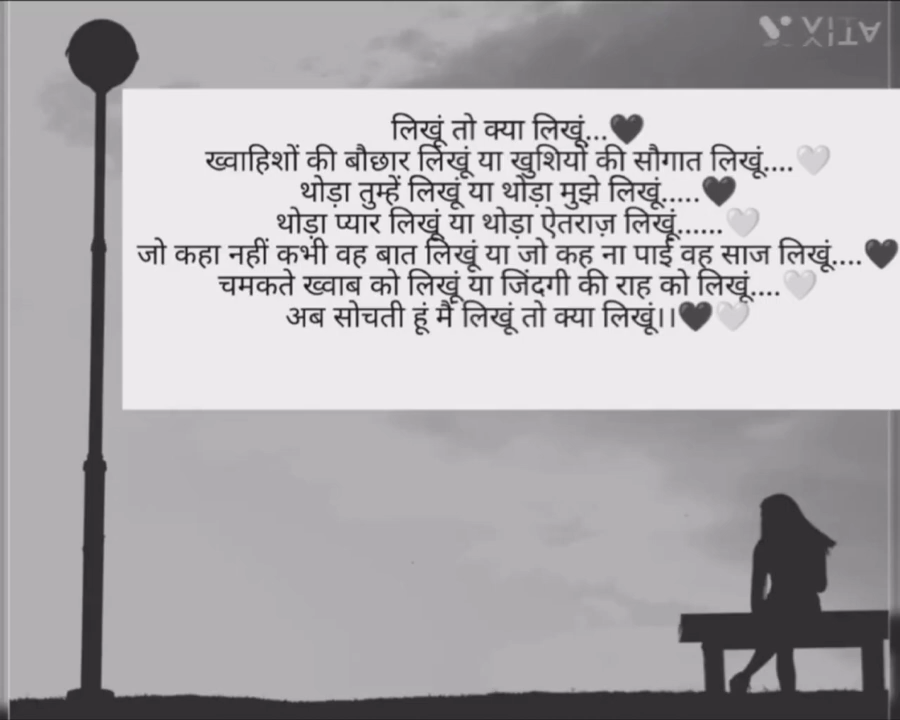 VITA
लिखूं तो क्या लिखूं...🖤
ख्वाहिशों की बौछार लिखूं या खुशियों की सौगात लिखूं....🤍
थोड़ा तुम्हें लिखूं या थोड़ा मुझे लिखूं.....🖤
थोड़ा प्यार लिखूं या थोड़ा ऐतराज़ लिखूं......🤍
जो कहा नहीं कभी वह बात लिखूं या जो कह ना पाई वह साज लिखूं....🖤
चमकते ख्वाब को लिखूं या जिंदगी की राह को लिखूं....🤍
अब सोचती हूं मैं लिखूं तो क्या लिखूं।।🖤🤍